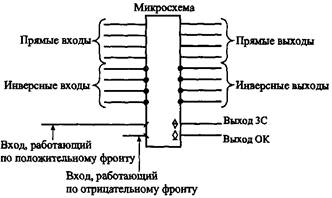 Микросхема
Прямые входы
Прямые выходы
Инверсные входы
Инверсные выходы
Выход 3С
Выход ОК
Вход, работающий
по положительному фронту
Вход, работающий
по отрицательному фронту